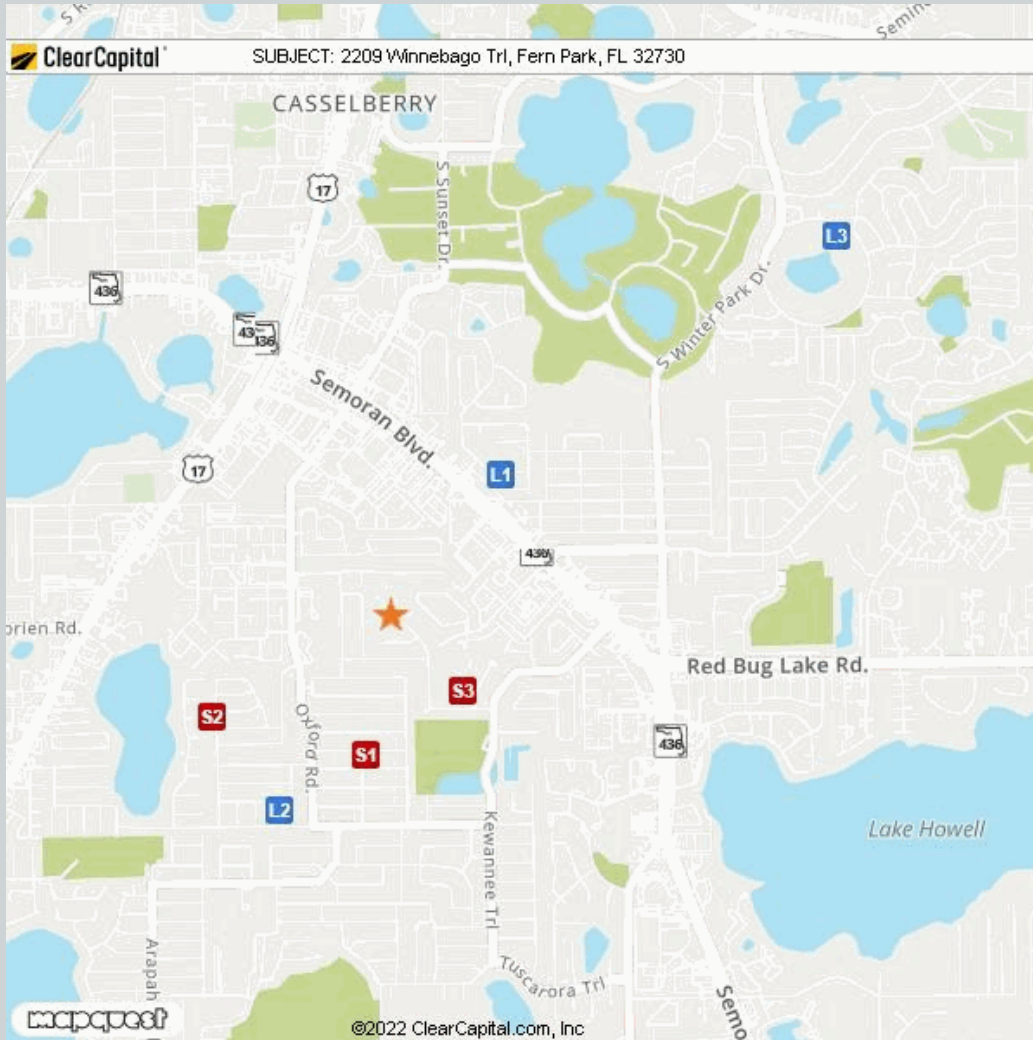 ClearCapital
SUBJECT: 2209 Winnebago Trl, Fern Park, FL 32730
CASSELBERRY
17
S Sunset Dr.
L3
436
436
S Winter Park Dr.
Semoran Blvd.
17
L1
436
orien Rd.
Red Bug Lake Rd.
S3
S2
Oxford Rd.
436
S1
L2
Lake Howell
Kewannee Trl
Arapah
Tuscarora Trl
Semo
mapquest
©2022 ClearCapital.com, Inc